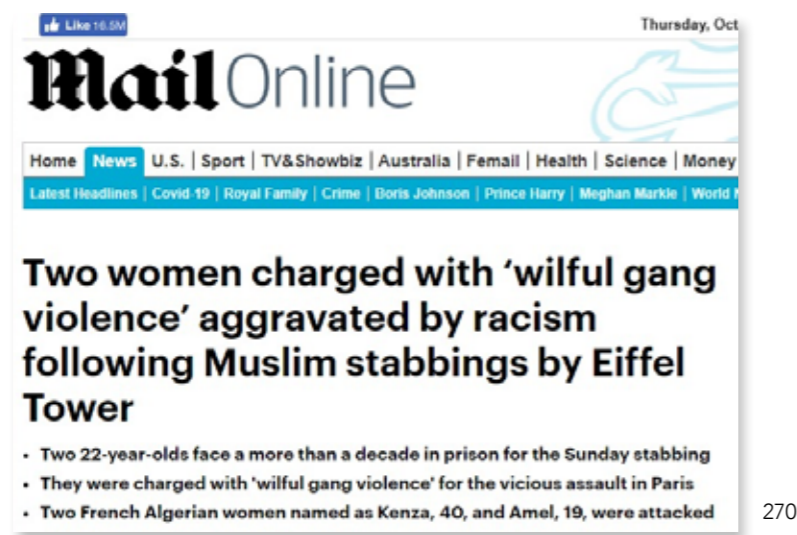 Like 16.5M
Thursday, Oct
Mail Online
Home News U.S. | Sport | TV&Showbiz | Australia | Femail | Health | Science | Money
Latest Headlines | Covid-19 | Royal Family | Crime | Boris Johnson | Prince Harry | Meghan Markle | World
Two women charged with ‘wilful gang
violence’ aggravated by racism
following Muslim stabbings by Eiffel
Tower
• Two 22-year-olds face a more than a decade in prison for the Sunday stabbing
• They were charged with 'wilful gang violence' for the vicious assault in Paris
• Two French Algerian women named as Kenza, 40, and Amel, 19, were attacked
270